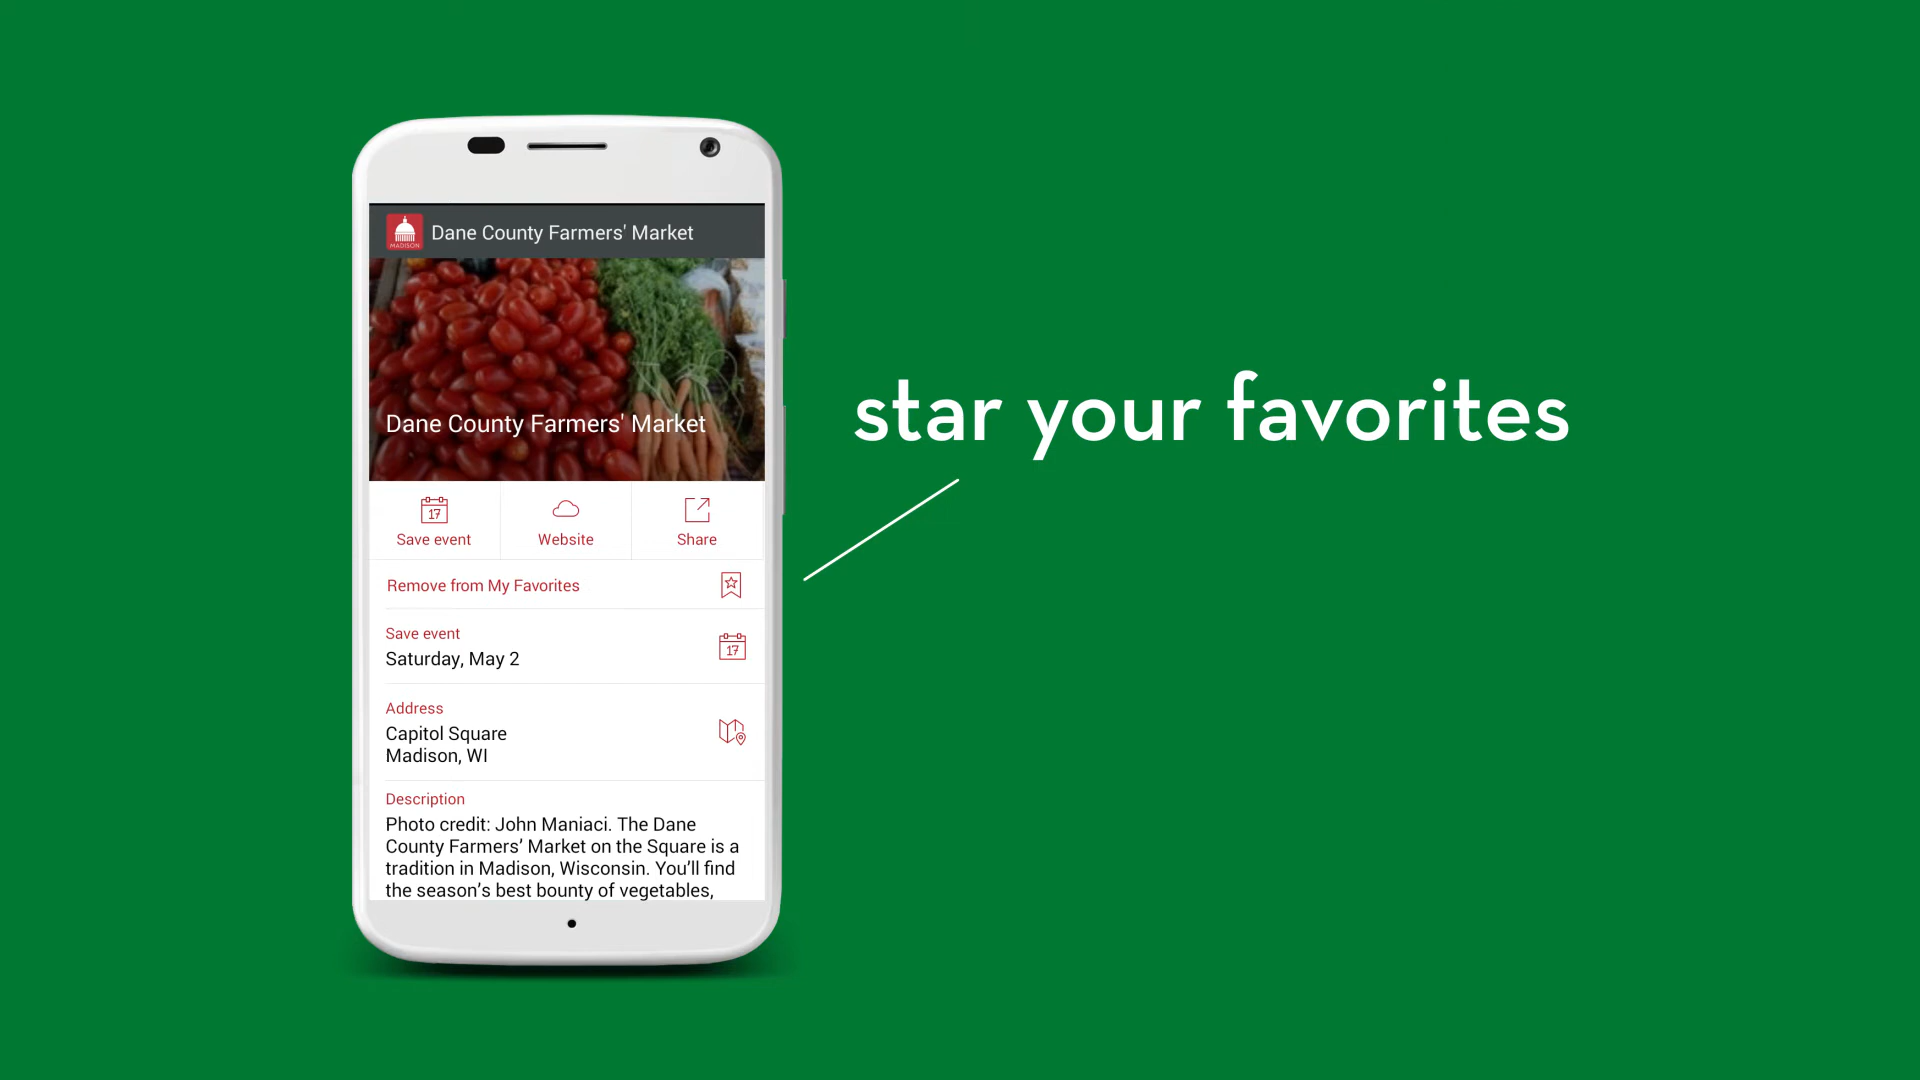 MADISON
Dane County Farmers' Market
Dane County Farmers' Market
17
Save event
Website
Share
Remove from My Favorites
Save event
Saturday, May 2
17
Address
Capitol Square
Madison, WI
Description
Photo credit: John Maniaci. The Dane
County Farmers’ Market on the Square is a
tradition in Madison, Wisconsin. You’ll find
the season’s best bounty of vegetables,
star your favorites